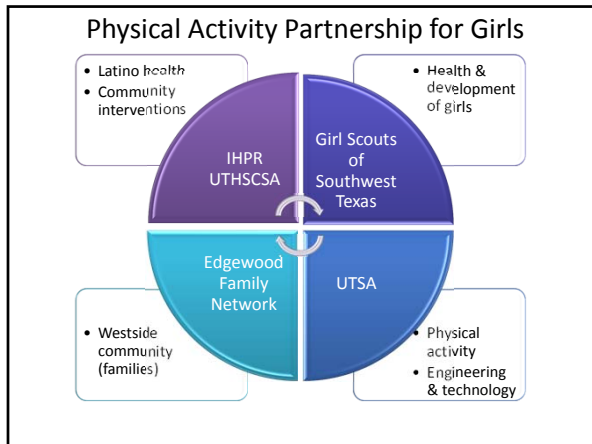 Physical Activity Partnership for Girls
• Latino health
• Community
interventions
• Health &
development
of girls
IHPR
UTHSCSA
Girl Scouts
of
Southwest
Texas
Edgewood
Family
Network
UTSA
• Westside
community
(families)
• Physical
activity
• Engineering
& technology